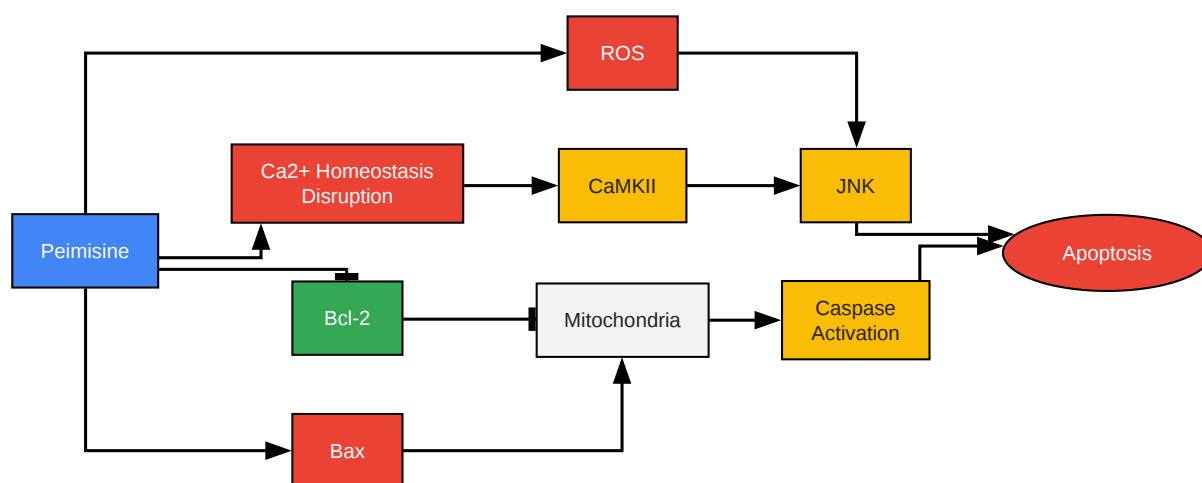 ROS
Ca2+ Homeostasis
Disruption
CaMKII
JNK
Peimisine
Apoptosis
Bcl-2
Mitochondria
Caspase
Activation
Bax